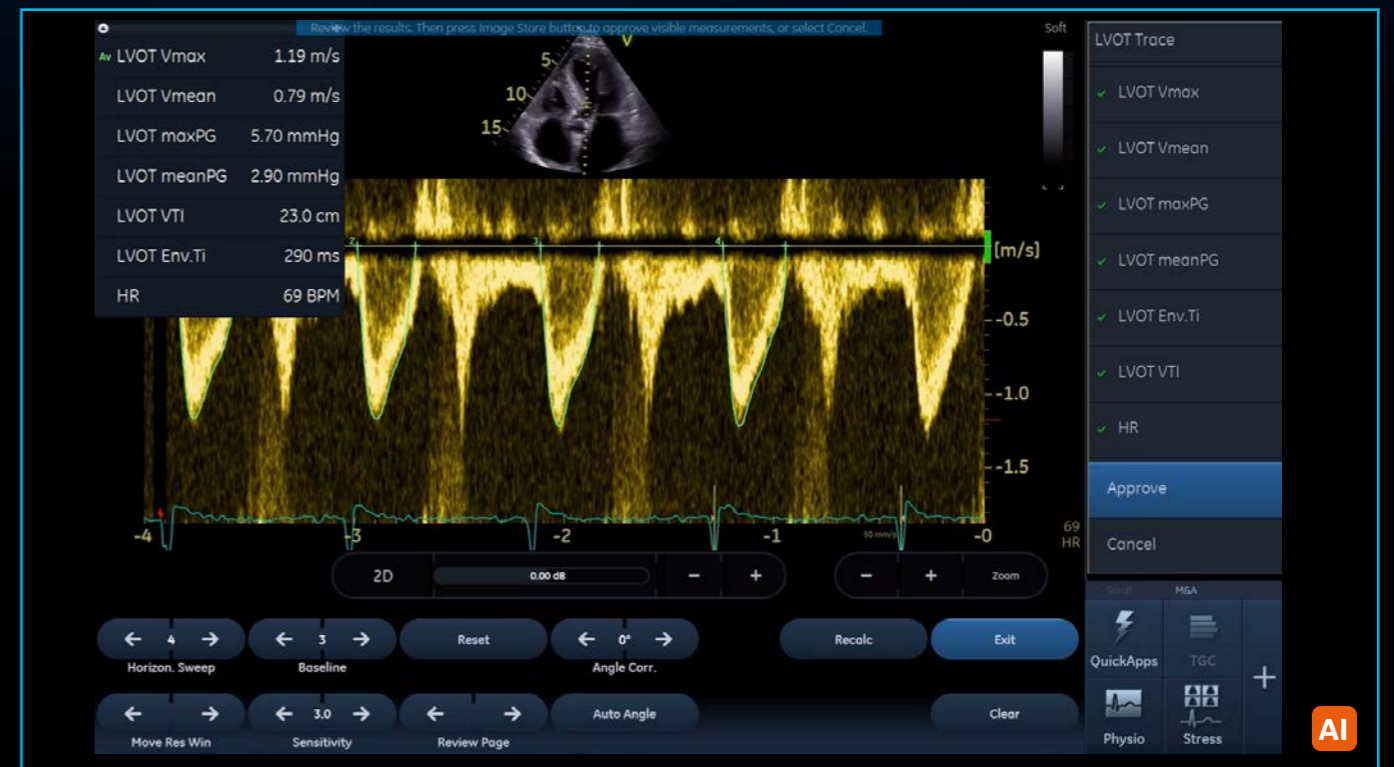 Review the results. Then press Image Store button to approve visible measurements, or select Cancel.
Soft
Av LVOT Vmax 1.19 m/s
LVOT Vmean 0.79 m/s
LVOT maxPG 5.70 mmHg
LVOT meanPG 2.90 mmHg
LVOT VTI 23.0 cm
LVOT Env.Ti 290 ms
HR 69 BPM
V
5
10
15
2 3 4
[m/s]
-0.5
-1.0
-1.5
-4 -3 -2 -1 50 mm/s -0
69
HR
LVOT Trace
LVOT Vmax
LVOT Vmean
LVOT maxPG
LVOT meanPG
LVOT Env.Ti
LVOT VTI
HR
Approve
Cancel
2D 0.00 dB - + - + Zoom
Scroll M&A
4 3 Reset 0° Recalc Exit
Horizon. Sweep Baseline Angle Corr.
QuickApps TGC
+
3.0 Auto Angle Clear
Move Res Win Sensitivity Review Page
Physio Stress
AI